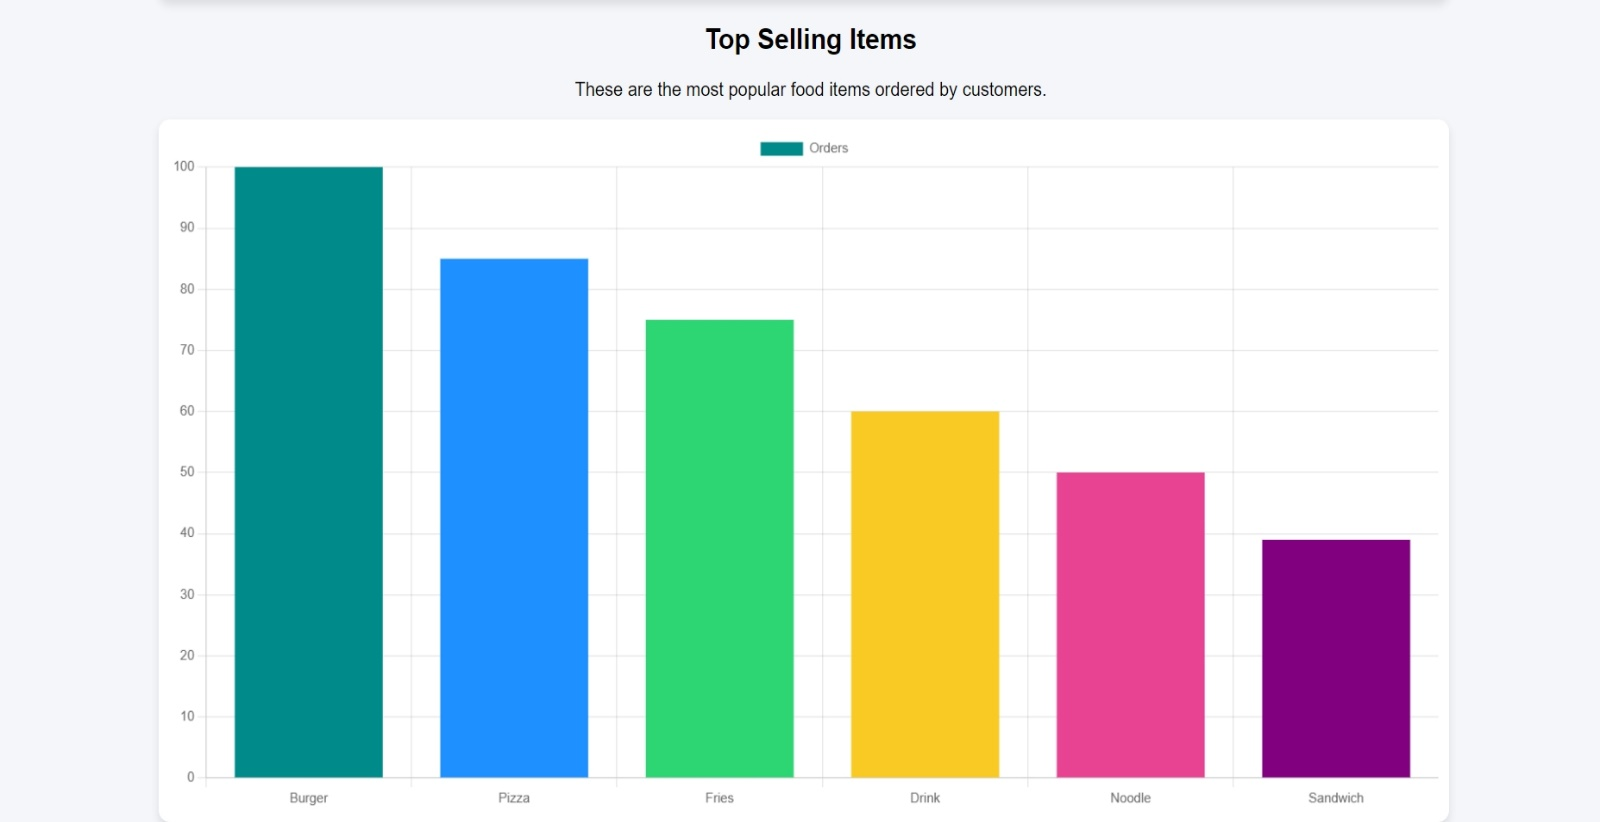 Top Selling Items
These are the most popular food items ordered by customers.
Orders
100
90
80
70
60
50
40
30
20
10
0
Burger Pizza Fries Drink Noodle Sandwich